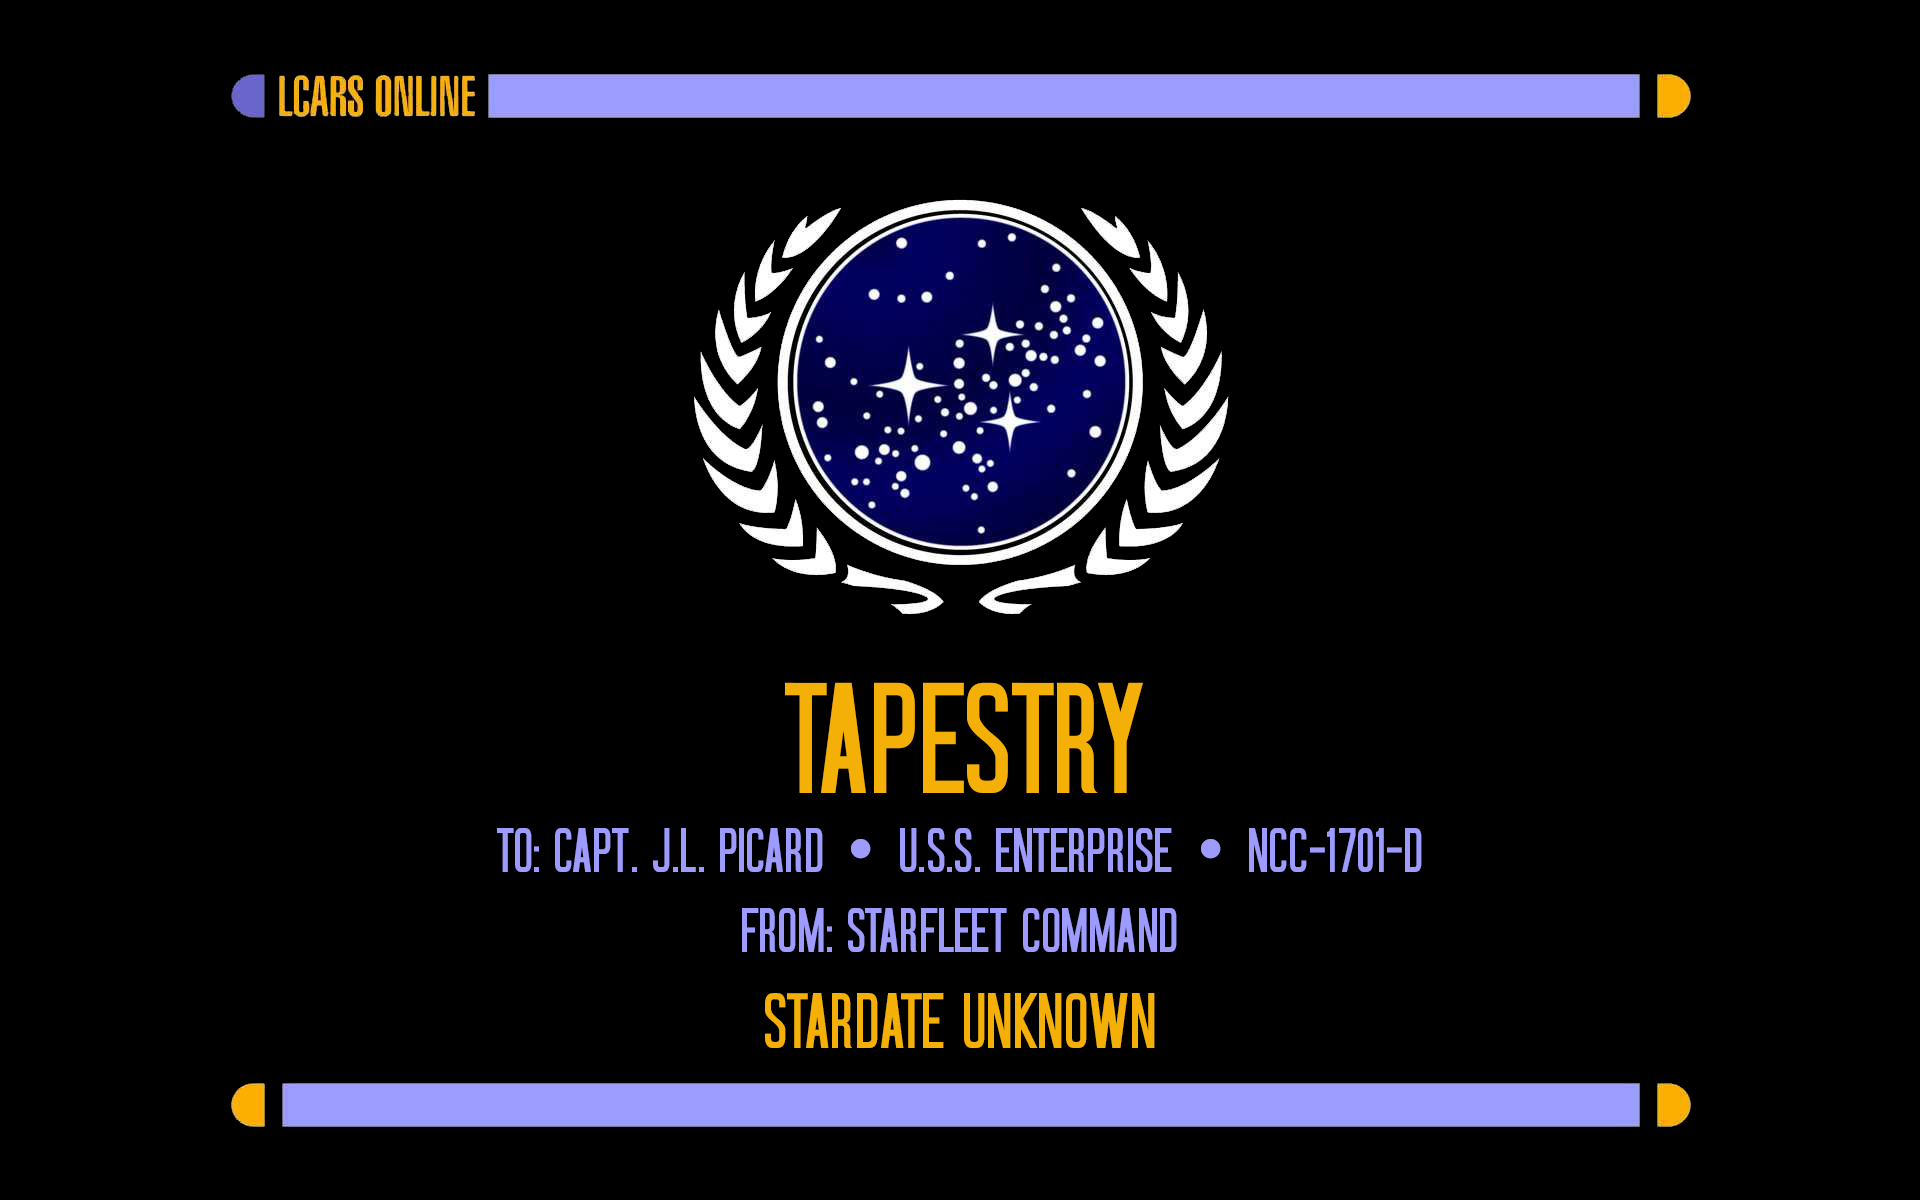 LCARS ONLINE
TAPESTRY
TO: CAPT. J.L. PICARD • U.S.S. ENTERPRISE • NCC-1701-D
FROM: STARFLEET COMMAND
STARDATE UNKNOWN